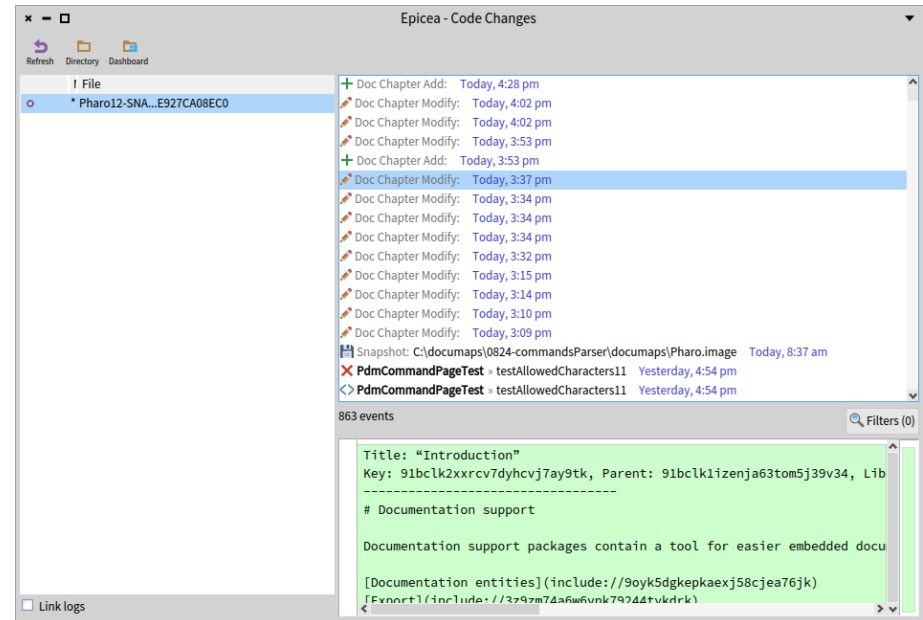 Epicea - Code Changes
Refresh Directory Dashboard
! File
* Pharo12-SNA...E927CA08EC0
Doc Chapter Add: Today, 4:28 pm
Doc Chapter Modify: Today, 4:02 pm
Doc Chapter Modify: Today, 4:02 pm
Doc Chapter Modify: Today, 3:53 pm
Doc Chapter Add: Today, 3:53 pm
Doc Chapter Modify: Today, 3:37 pm
Doc Chapter Modify: Today, 3:34 pm
Doc Chapter Modify: Today, 3:34 pm
Doc Chapter Modify: Today, 3:34 pm
Doc Chapter Modify: Today, 3:32 pm
Doc Chapter Modify: Today, 3:15 pm
Doc Chapter Modify: Today, 3:14 pm
Doc Chapter Modify: Today, 3:10 pm
Doc Chapter Modify: Today, 3:09 pm
Snapshot: C:\documaps\0824-commandsParser\documaps\Pharo.image Today, 8:37 am
PdmCommandPageTest » testAllowedCharacters11 Yesterday, 4:54 pm
<> PdmCommandPageTest » testAllowedCharacters11 Yesterday, 4:54 pm
863 events
Filters (0)
Title: “Introduction”
Key: 91bclk2xxrcv7dyhcvj7ay9tk, Parent: 91bclk1izenja63tom5j39v34, Lib
----------------------------------
# Documentation support
Documentation support packages contain a tool for easier embedded docu
[Documentation entities](include://9oyk5dgkepkaexj58cjea76jk)
[Export](include://3z9zm74a6w6vnk79244tvkdrk)
Link logs